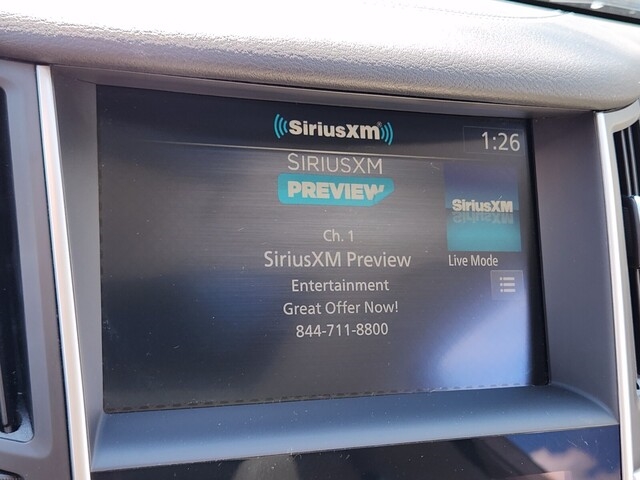 SiriusXM
1:26
SIRIUSXM
PREVIEW
SiriusXM
Ch. 1
SiriusXM Preview
Live Mode
Entertainment
Great Offer Now!
844-711-8800